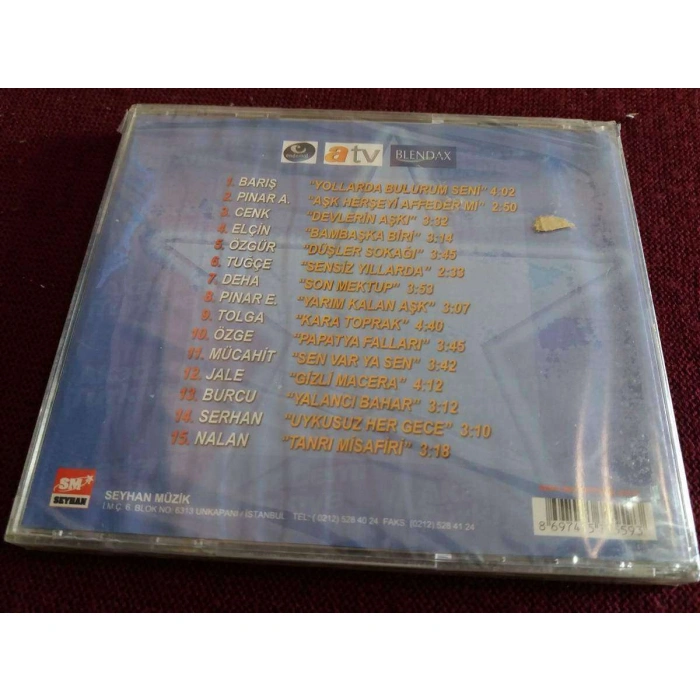 atv
BLENDAX
1. BARIŞ "YOLLARDA BULURUM SENİ" 4:02
2. PINAR A. "AŞK HERŞEYİ AFFEDER Mİ" 2:50
3. CENK "DEVLERİN AŞKI" 3:32
4. ELÇİN "BAMBAŞKA BİRİ" 3:14
5. ÖZGÜR "DÜŞLER SOKAĞI" 3:45
6. TUĞÇE "SENSİZ YILLARDA" 2:33
7. DEHA "SON MEKTUP" 3:53
8. PINAR E. "YARIM KALAN AŞK" 3:07
9. TOLGA "KARA TOPRAK" 4:40
10. ÖZGE "PAPATYA FALLARI" 3:45
11. MÜCAHİT "SEN VAR YA SEN" 3:42
12. JALE "GİZLİ MACERA" 4:12
13. BURCU "YALANCI BAHAR" 3:12
14. SERHAN "UYKUSUZ HER GECE" 3:10
15. NALAN "TANRI MİSAFİRİ" 3:18
SM
SEYHAN
SEYHAN MÜZİK
İ.M.Ç. 6. BLOK NO: 6313 UNKAPANI - İSTANBUL TEL: (0212) 528 40 24 FAKS: (0212) 528 41 24